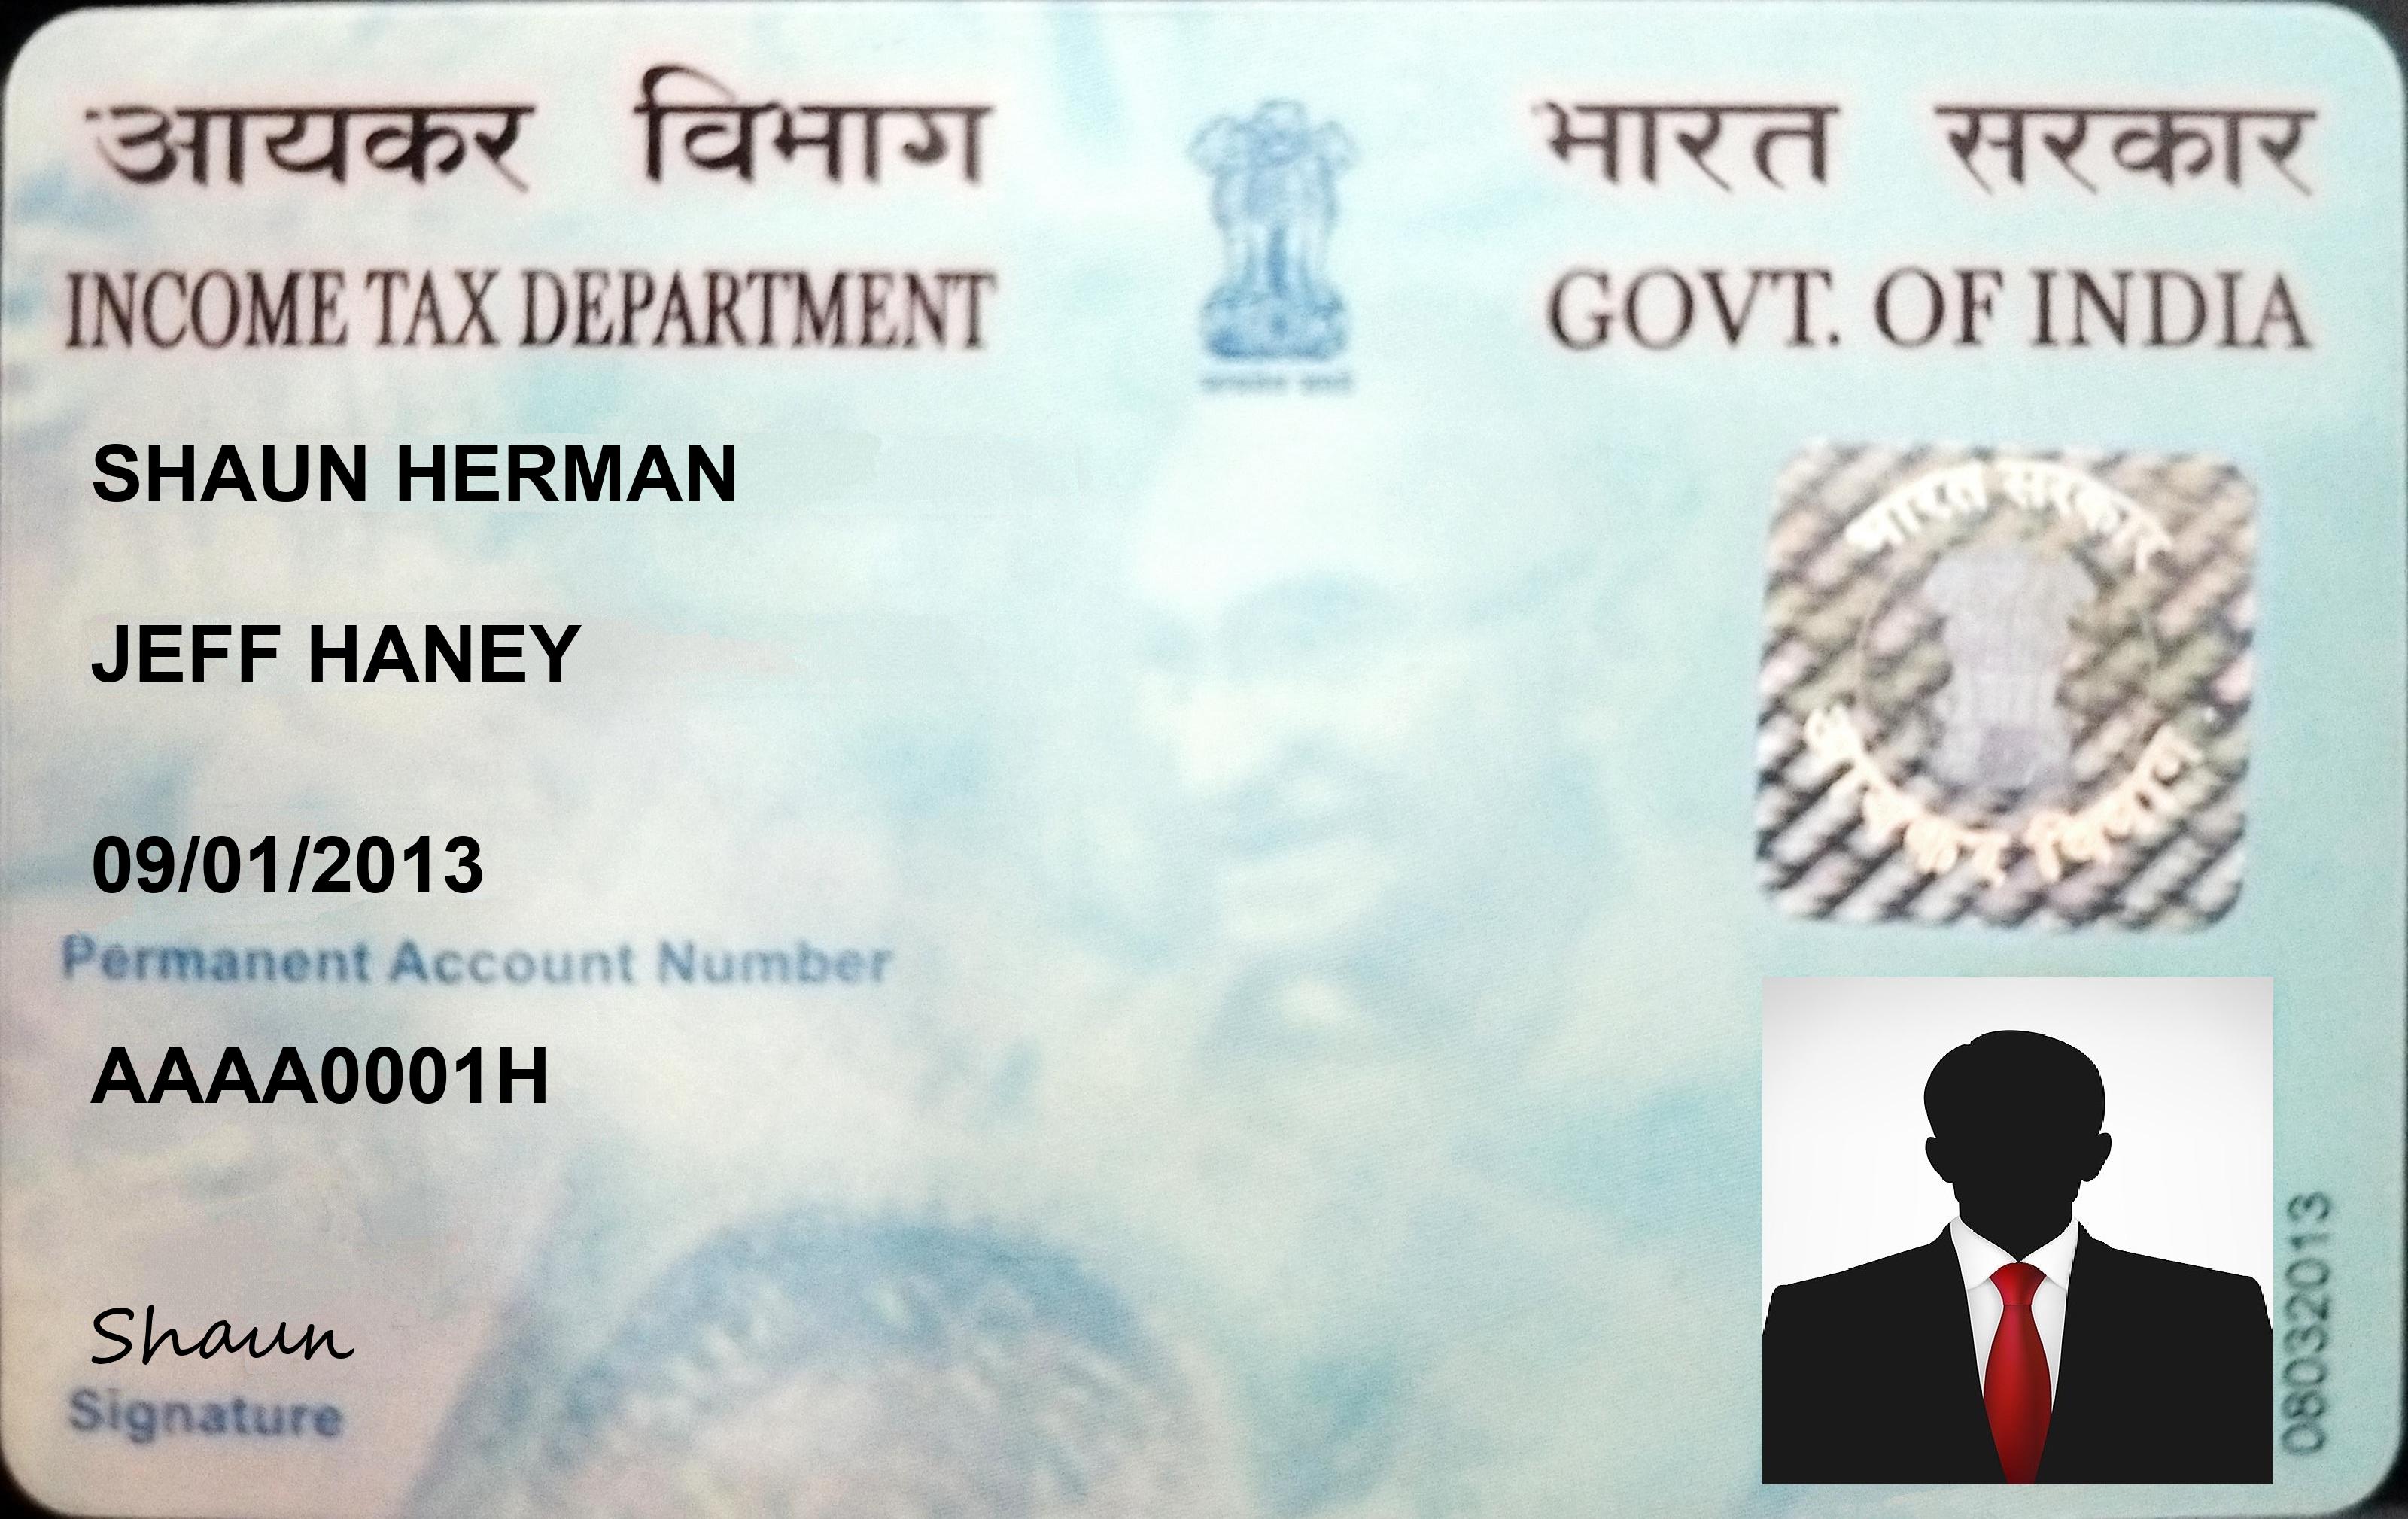 आयकर विभाग
भारत सरकार
INCOME TAX DEPARTMENT
GOVT. OF INDIA
SHAUN HERMAN
JEFF HANEY
09/01/2013
Permanent Account Number
AAAA0001H
Shaun
Signature
भारत सरकार
आयकर विभाग
08032013